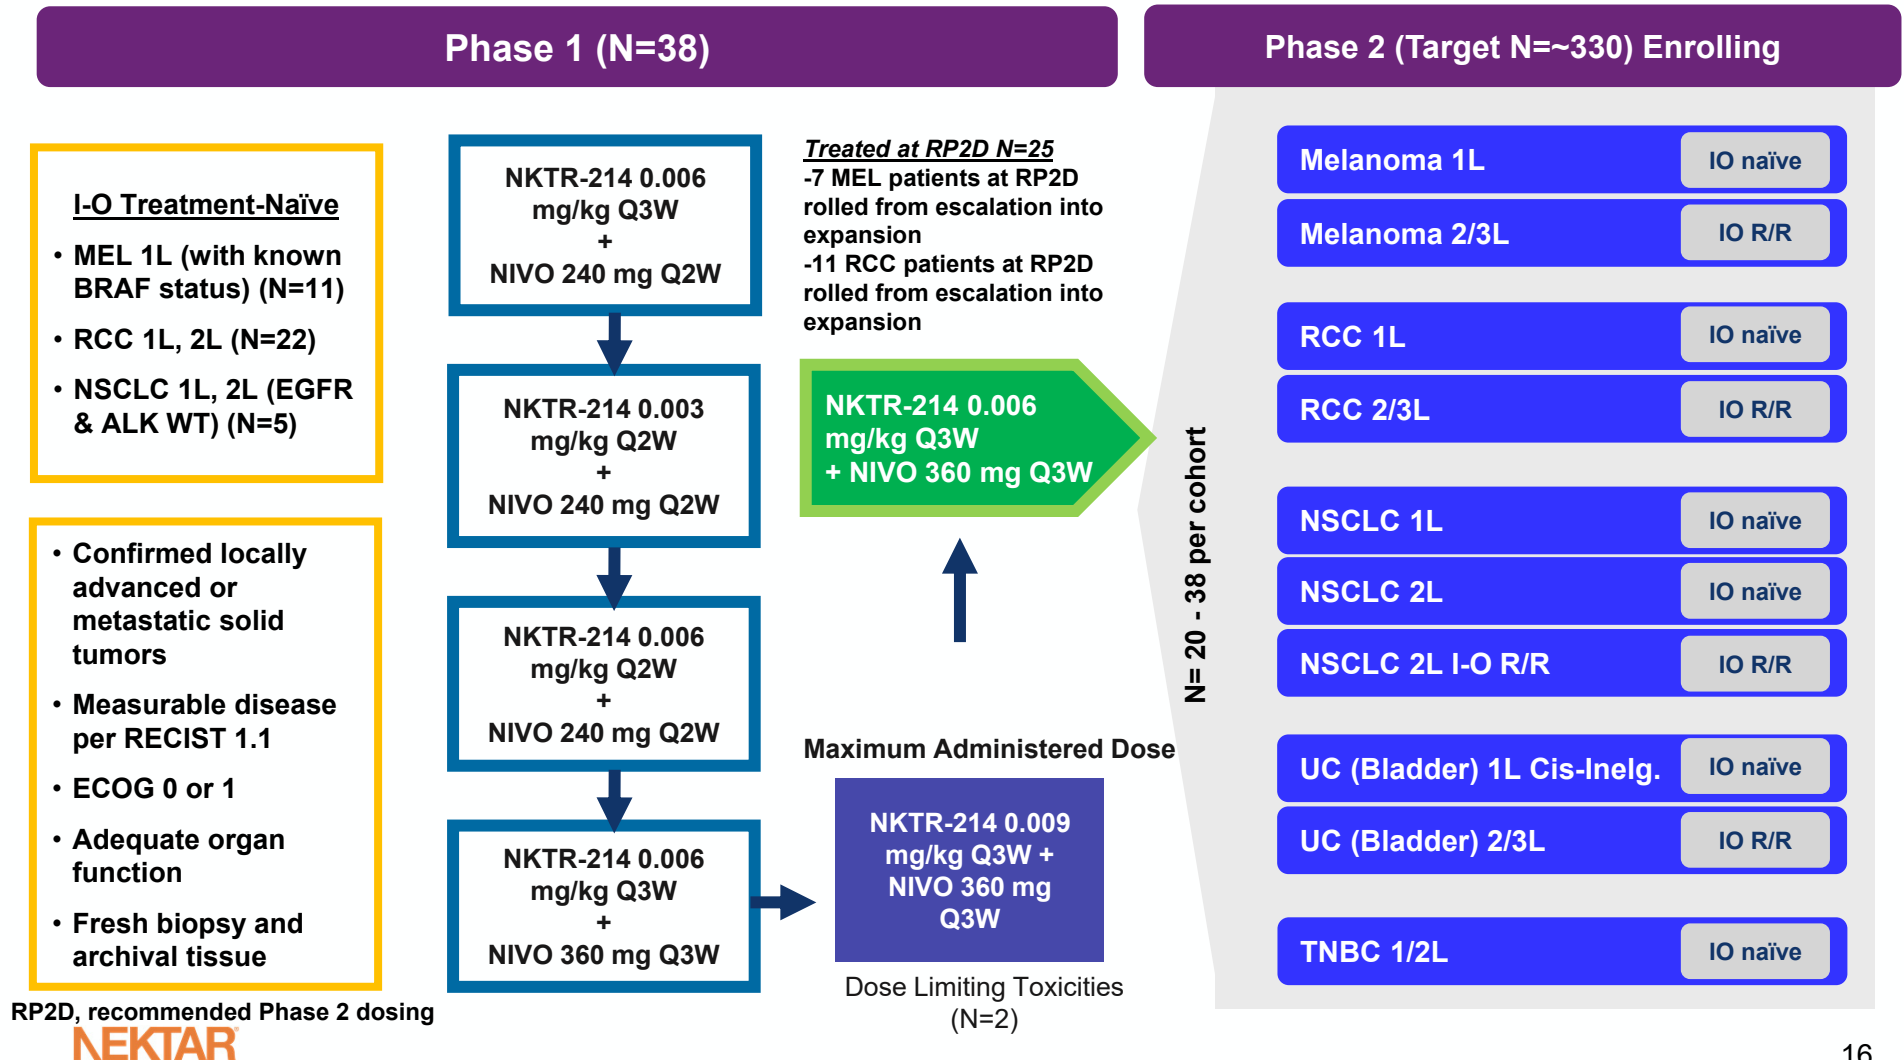 Phase 1 (N=38)
Phase 2 (Target N=~330) Enrolling
I-O Treatment-Naïve
• MEL 1L (with known
BRAF status) (N=11)
• RCC 1L, 2L (N=22)
• NSCLC 1L, 2L (EGFR
& ALK WT) (N=5)
• Confirmed locally
advanced or
metastatic solid
tumors
• Measurable disease
per RECIST 1.1
• ECOG 0 or 1
• Adequate organ
function
• Fresh biopsy and
archival tissue
NKTR-214 0.006
mg/kg Q3W
+
NIVO 240 mg Q2W
NKTR-214 0.003
mg/kg Q2W
+
NIVO 240 mg Q2W
NKTR-214 0.006
mg/kg Q2W
+
NIVO 240 mg Q2W
NKTR-214 0.006
mg/kg Q3W
+
NIVO 360 mg Q3W
Treated at RP2D N=25
-7 MEL patients at RP2D
rolled from escalation into
expansion
-11 RCC patients at RP2D
rolled from escalation into
expansion
NKTR-214 0.006
mg/kg Q3W
+ NIVO 360 mg Q3W
Maximum Administered Dose
NKTR-214 0.009
mg/kg Q3W +
NIVO 360 mg
Q3W
Dose Limiting Toxicities
(N=2)
N= 20 - 38 per cohort
Melanoma 1L IO naïve
Melanoma 2/3L IO R/R
RCC 1L IO naïve
RCC 2/3L IO R/R
NSCLC 1L IO naïve
NSCLC 2L IO naïve
NSCLC 2L I-O R/R IO R/R
UC (Bladder) 1L Cis-Inelg. IO naïve
UC (Bladder) 2/3L IO R/R
TNBC 1/2L IO naïve
RP2D, recommended Phase 2 dosing
NEKTAR
16